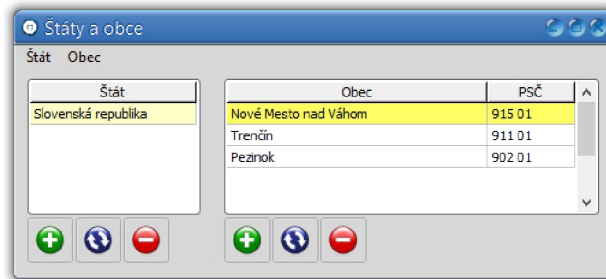 Štáty a obce
Štát Obec
Štát Obec PSČ
Slovenská republika Nové Mesto nad Váhom 915 01
Trenčín 911 01
Pezinok 902 01